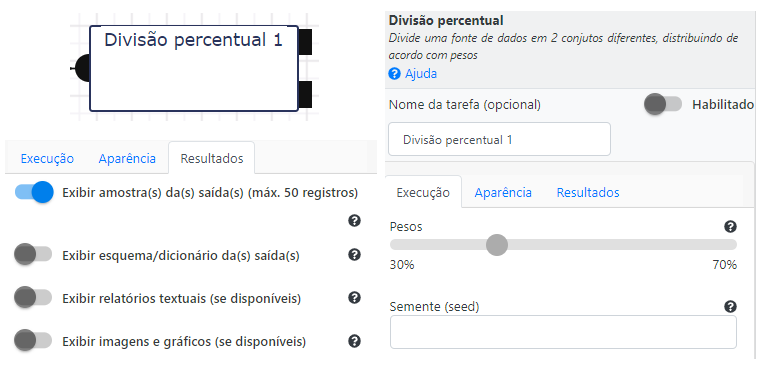 Divisão percentual 1
Execução
Aparência
Resultados
Exibir amostra(s) da(s) saída(s) (máx. 50 registros)
Exibir esquema/dicionário da(s) saída(s)
Exibir relatórios textuais (se disponíveis)
Exibir imagens e gráficos (se disponíveis)
Divisão percentual
Divide uma fonte de dados em 2 conjutos diferentes, distribuindo de
acordo com pesos
Ajuda
Nome da tarefa (opcional)
Habilitado
Divisão percentual 1
Execução
Aparência
Resultados
Pesos
30%
70%
Semente (seed)